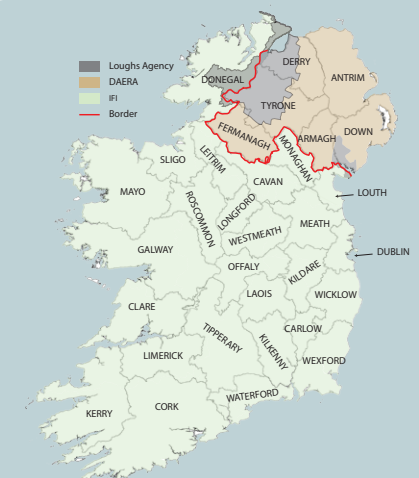 Loughs Agency
DAERA
IFI
Border
DERRY
DONEGAL
ANTRIM
TYRONE
FERMANAGH
ARMAGH
DOWN
MONAGHAN
SLIGO
LEITRIM
CAVAN
LOUTH
MAYO
ROSCOMMON
LONGFORD
MEATH
WESTMEATH
GALWAY
DUBLIN
OFFALY
KILDARE
LAOIS
WICKLOW
CLARE
CARLOW
TIPPERARY
KILKENNY
LIMERICK
WEXFORD
WATERFORD
KERRY
CORK